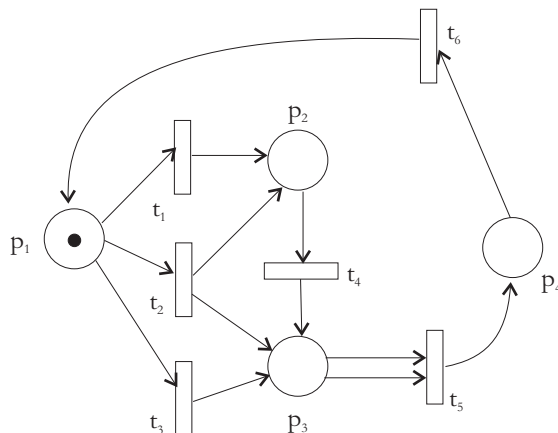 t₆
p₂
t₁
p₁
t₂
t₄
p₄
t₃
p₃
t₅